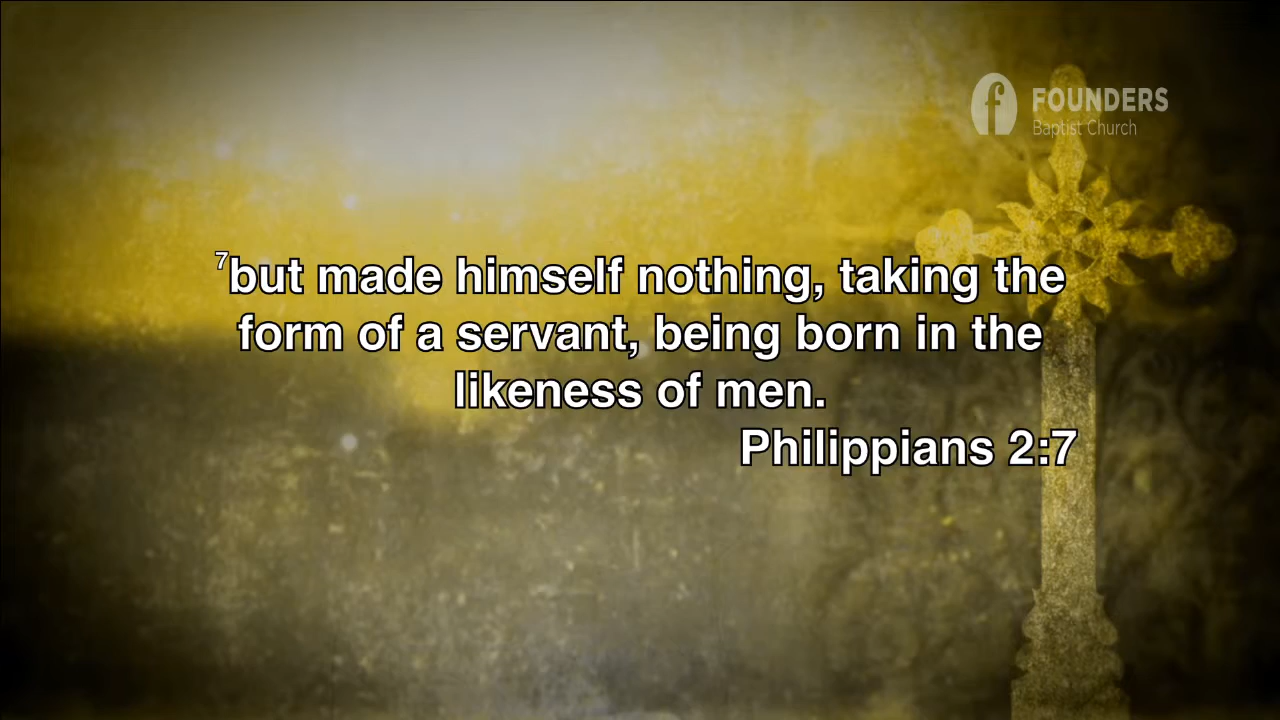 FOUNDERS
Baptist Church
7but made himself nothing, taking the
form of a servant, being born in the
likeness of men.
Philippians 2:7